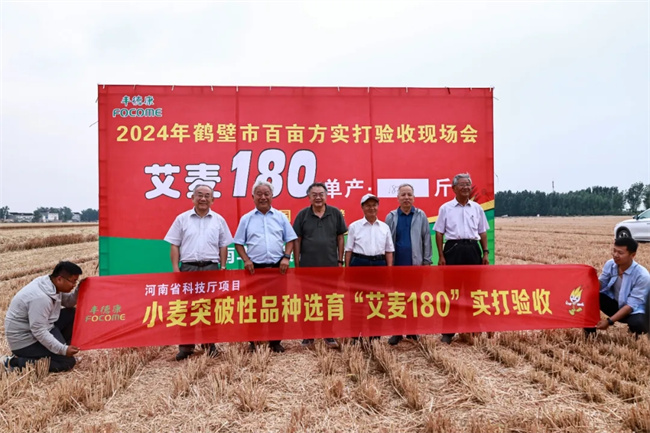 丰德康
FOCOME
2024年鹤壁市百亩方实打验收现场会
艾麦180单产: 斤
丰德康
FOCOME
河南省科技厅项目
小麦突破性品种选育“艾麦180”实打验收